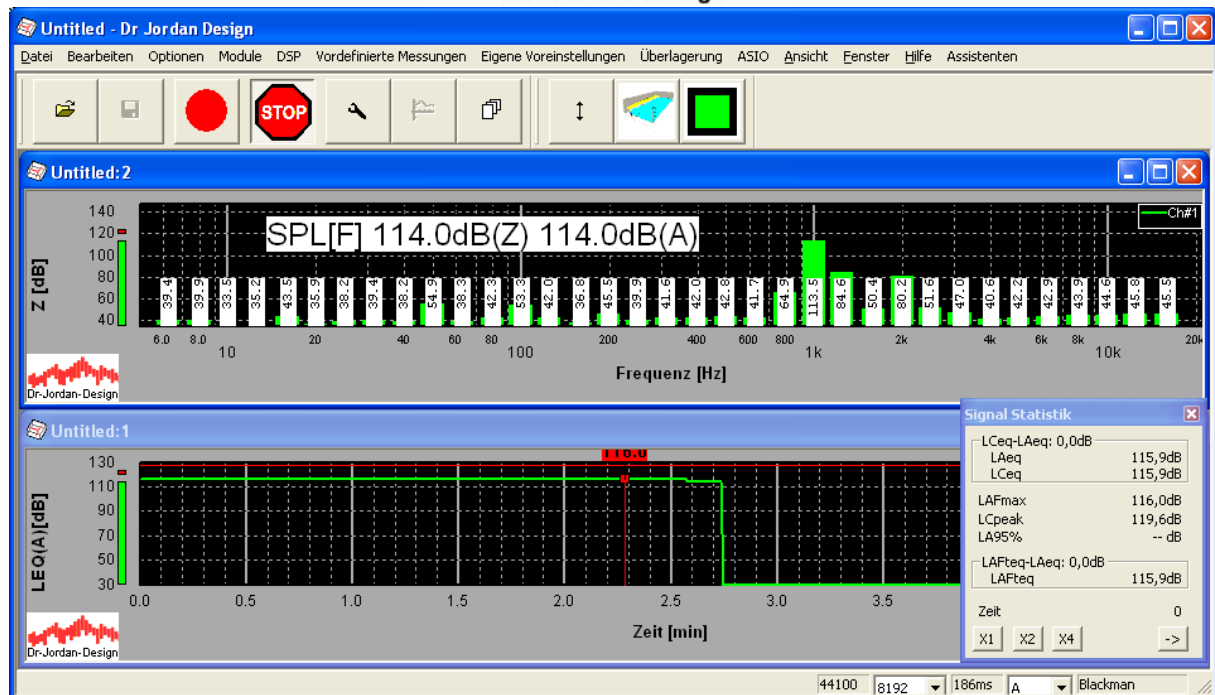 Untitled - Dr Jordan Design
Datei Bearbeiten Optionen Module DSP Vordefinierte Messungen Eigene Voreinstellungen Überlagerung ASIO Ansicht Fenster Hilfe Assistenten
STOP
Untitled:2
Z [dB]
140
120
100
80
60
40
SPL[F] 114.0dB(Z) 114.0dB(A)
Ch#1
39.4 39.9 33.5 35.2 43.5 35.9 38.2 39.4 38.2 54.9 38.3 42.3 53.3 42.0 36.8 45.5 39.9 41.6 42.0 42.8 41.7 64.9 113.5 84.6 50.4 80.2 51.6 47.0 40.6 42.2 42.9 43.9 44.6 45.8 45.5
6.0 8.0 20 40 60 80 200 400 600 800 2k 4k 6k 8k 20k
10 100 1k 10k
Frequenz [Hz]
Dr-Jordan-Design
Untitled:1
LEQ(A)[dB]
130
110
90
70
50
30
116.0
0.0 0.5 1.0 1.5 2.0 2.5 3.0 3.5
Zeit [min]
Dr-Jordan-Design
Signal Statistik
LCeq-LAeq: 0,0dB
LAeq 115,9dB
LCeq 115,9dB
LAFmax 116,0dB
LCpeak 119,6dB
LA95% -- dB
LAFteq-LAeq: 0,0dB
LAFteq 115,9dB
Zeit 0
X1 X2 X4 ->
44100 8192 186ms A Blackman